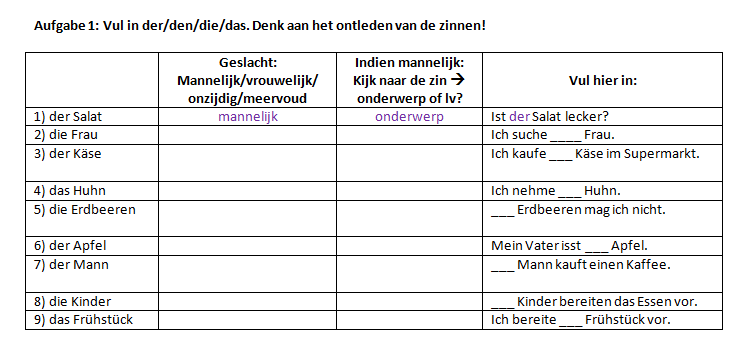 Aufgabe 1: Vul in der/den/die/das. Denk aan het ontleden van de zinnen!
Geslacht:
Mannelijk/vrouwelijk/
onzijdig/meervoud
Indien mannelijk:
Kijk naar de zin →
onderwerp of lv?
Vul hier in:
1) der Salat mannelijk onderwerp Ist der Salat lecker?
2) die Frau Ich suche ____ Frau.
3) der Käse Ich kaufe ___ Käse im Supermarkt.
4) das Huhn Ich nehme ___ Huhn.
5) die Erdbeeren ___ Erdbeeren mag ich nicht.
6) der Apfel Mein Vater isst ___ Apfel.
7) der Mann ___ Mann kauft einen Kaffee.
8) die Kinder ___ Kinder bereiten das Essen vor.
9) das Frühstück Ich bereite ___ Frühstück vor.